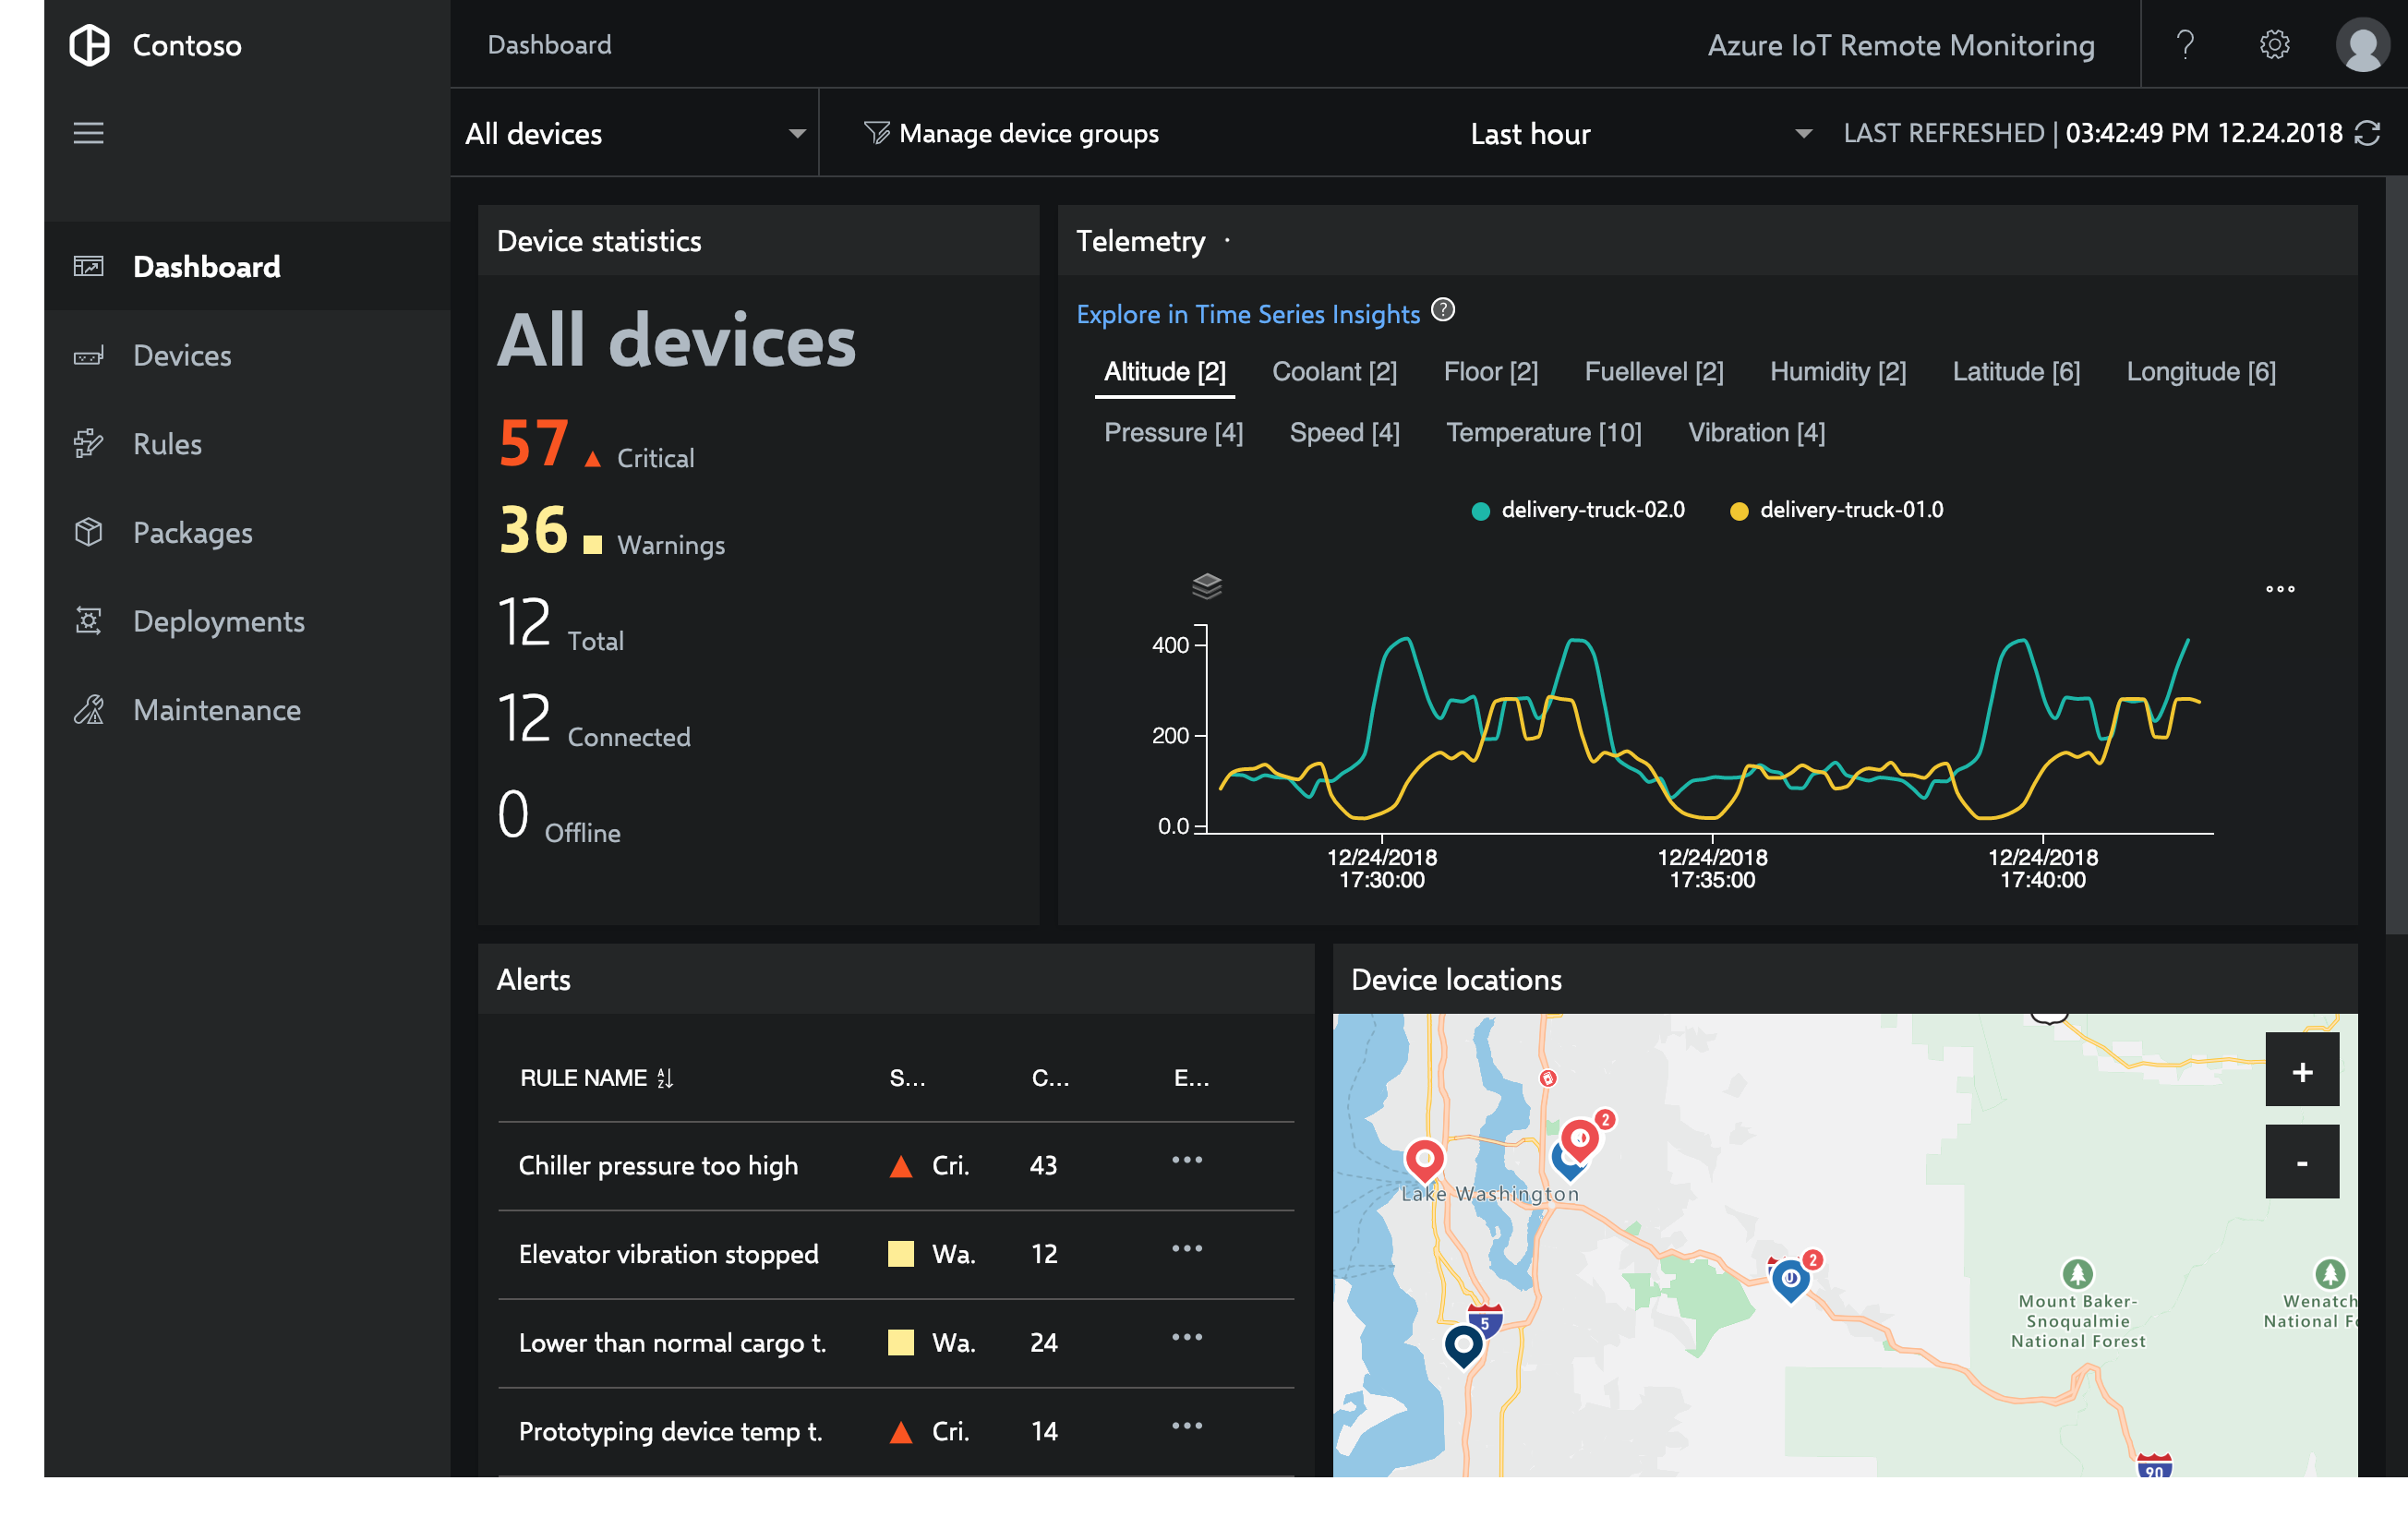 Contoso
Dashboard
Azure IoT Remote Monitoring
?
All devices
Manage device groups
Last hour
LAST REFRESHED | 03:42:49 PM 12.24.2018
Dashboard
Devices
Rules
Packages
Deployments
Maintenance
Device statistics
All devices
57 Critical
36 Warnings
12 Total
12 Connected
0 Offline
Telemetry ·
Explore in Time Series Insights ?
Altitude [2] Coolant [2] Floor [2] Fuellevel [2] Humidity [2] Latitude [6] Longitude [6]
Pressure [4] Speed [4] Temperature [10] Vibration [4]
delivery-truck-02.0 delivery-truck-01.0
400
200
0.0
12/24/2018 12/24/2018 12/24/2018
17:30:00 17:35:00 17:40:00
Alerts
RULE NAME S... C... E...
Chiller pressure too high Cri. 43 •••
Elevator vibration stopped Wa. 12 •••
Lower than normal cargo t. Wa. 24 •••
Prototyping device temp t. Cri. 14 •••
Device locations
+
-
2
Lake Washington
2
5
Mount Baker-
Snoqualmie
National Forest
Wenatch
National Fo
90